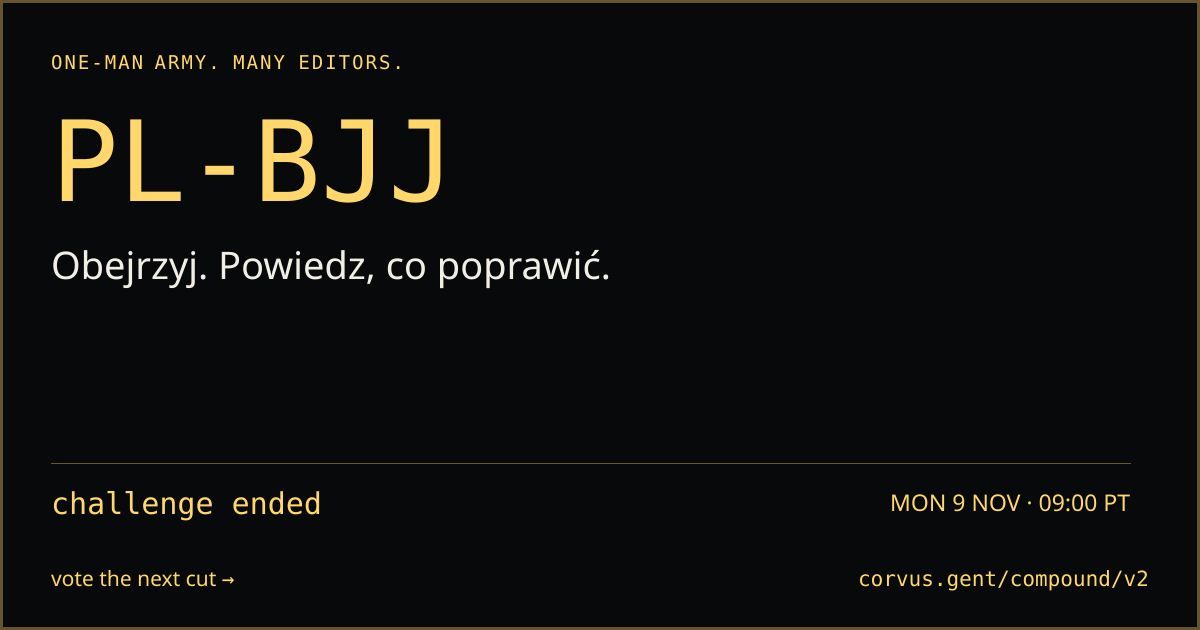 ONE-MAN ARMY. MANY EDITORS.
PL-BJJ
Obejrzyj. Powiedz, co poprawić.
challenge ended
MON 9 NOV · 09:00 PT
vote the next cut →
corvus.gent/compound/v2